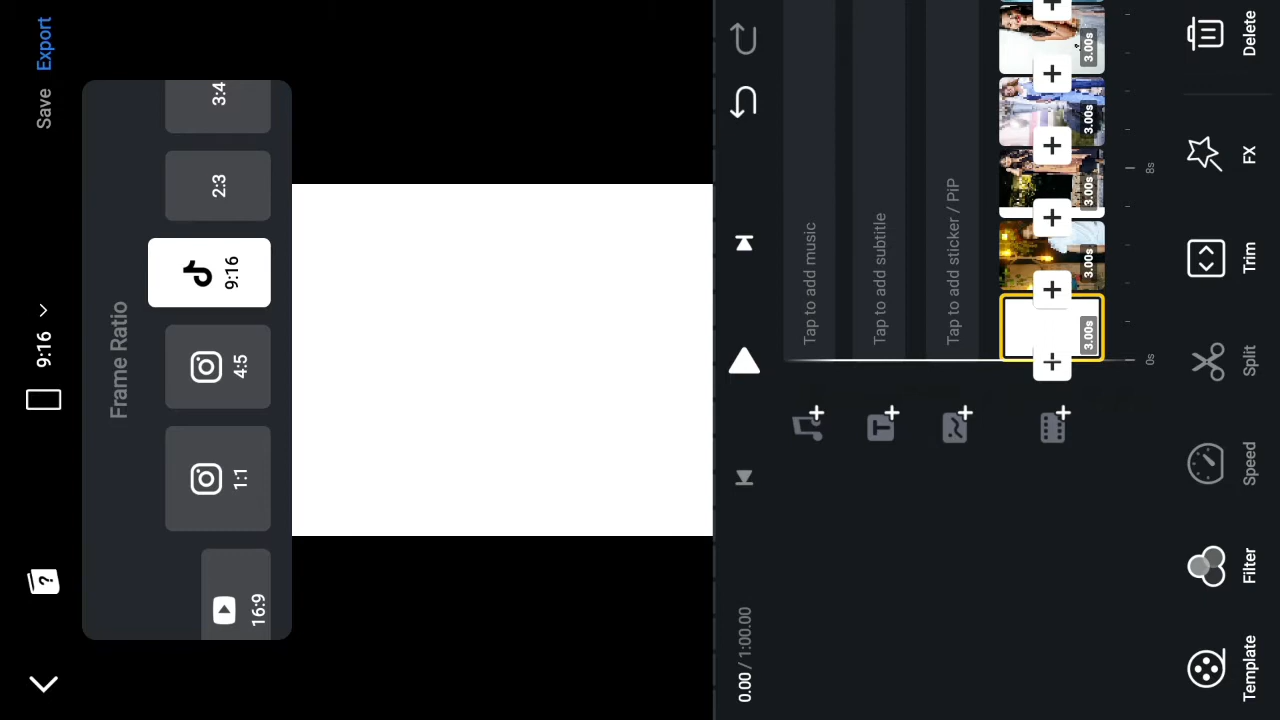 9:16
Save
Export
Frame Ratio
16:9
1:1
4:5
9:16
2:3
3:4
0.00 / 1:00.00
Tap to add music
Tap to add subtitle
Tap to add sticker / PiP
3.00s
3.00s
3.00s
3.00s
3.00s
0s
8s
Template
Filter
Speed
Split
Trim
FX
Delete